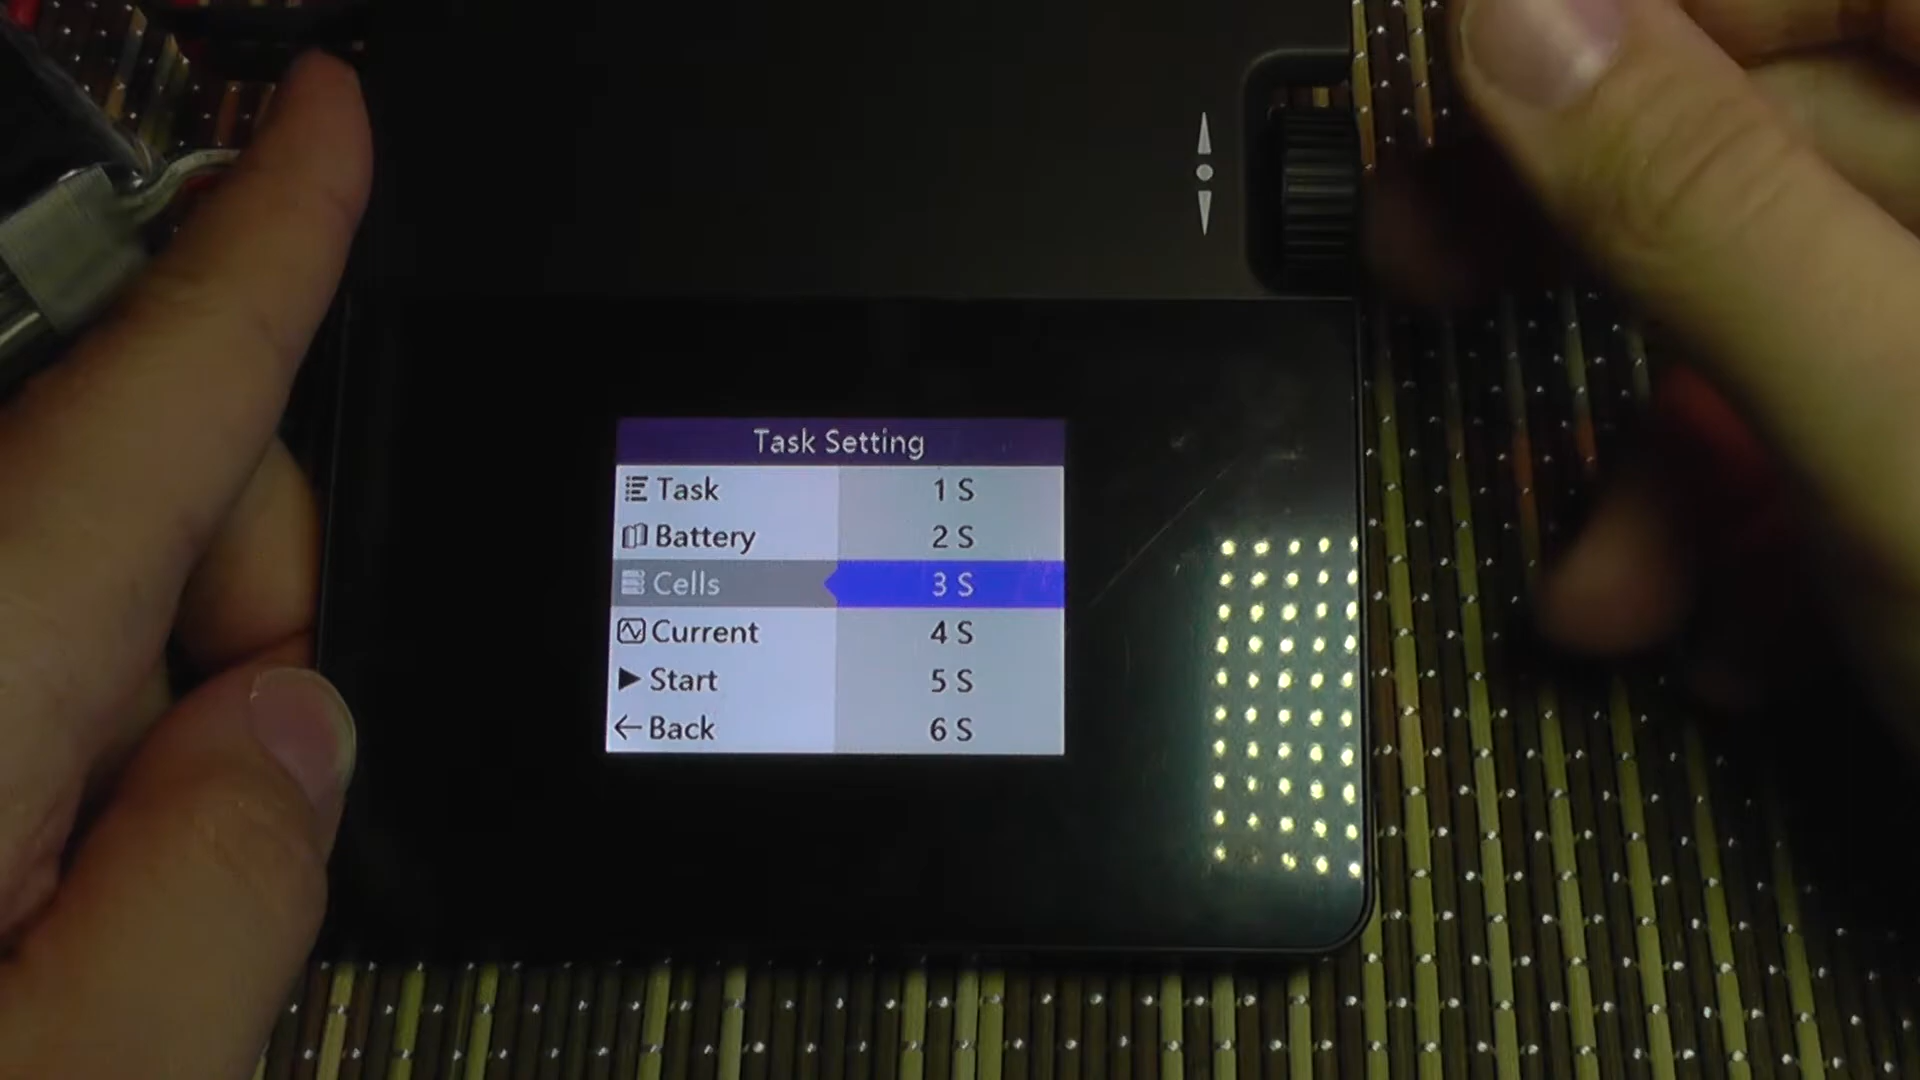 Task Setting
Task 1 S
Battery 2 S
Cells 3 S
Current 4 S
Start 5 S
Back 6 S